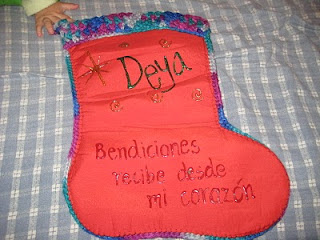 Deya
Bendiciones
recibe desde
mi corazón